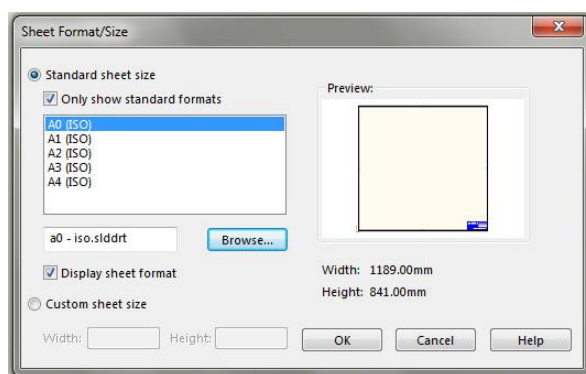 Sheet Format/Size
Standard sheet size
Only show standard formats
A0 (ISO)
A1 (ISO)
A2 (ISO)
A3 (ISO)
A4 (ISO)
a0 - iso.slddrt
Browse...
Display sheet format
Custom sheet size
Width:
Height:
Preview:
Width: 1189.00mm
Height: 841.00mm
OK
Cancel
Help